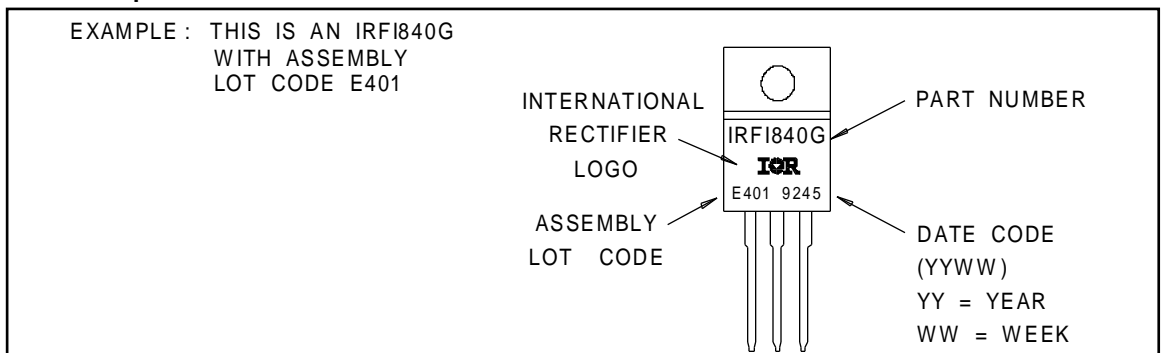 EXAMPLE : THIS IS AN IRFI840G
WITH ASSEMBLY
LOT CODE E401
INTERNATIONAL
RECTIFIER
LOGO
ASSEMBLY
LOT CODE
IRFI840G
IOR
E401 9245
PART NUMBER
DATE CODE
(YYWW)
YY = YEAR
WW = WEEK